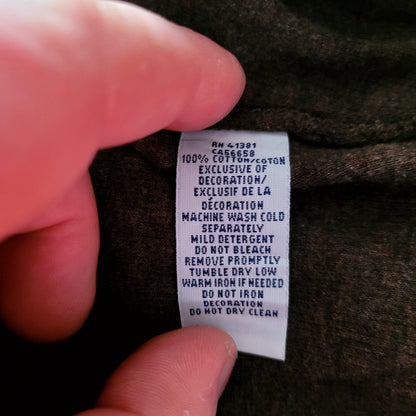 RN 41381
CA56658
100% COTTON/COTON
EXCLUSIVE OF
DECORATION/
EXCLUSIF DE LA
DÉCORATION
MACHINE WASH COLD
SEPARATELY
MILD DETERGENT
DO NOT BLEACH
REMOVE PROMPTLY
TUMBLE DRY LOW
WARM IRON IF NEEDED
DO NOT IRON
DECORATION
DO NOT DRY CLEAN